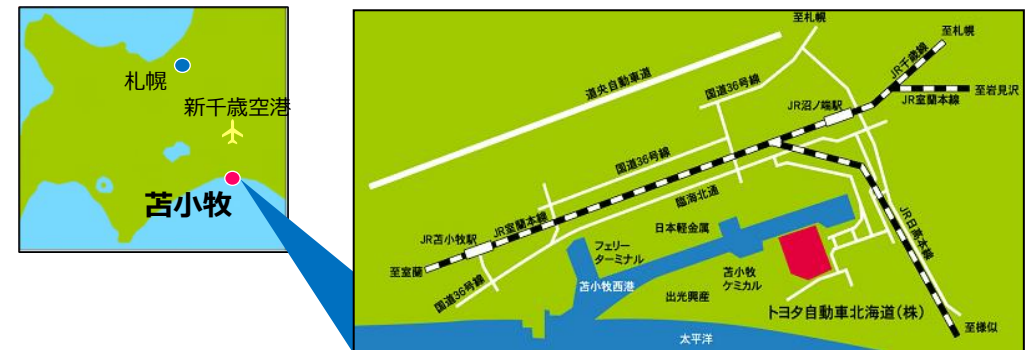 札幌
新千歳空港
苫小牧
至札幌
至札幌
JR千歳線
道央自動車道
国道36号線
JR沼ノ端駅
JR室蘭本線
至岩見沢
国道36号線
臨海北通
JR日高本線
JR室蘭本線
JR苫小牧駅
日本軽金属
フェリー
ターミナル
至室蘭
国道36号線
苫小牧西港
苫小牧
ケミカル
出光興産
トヨタ自動車北海道(株)
至様似
太平洋